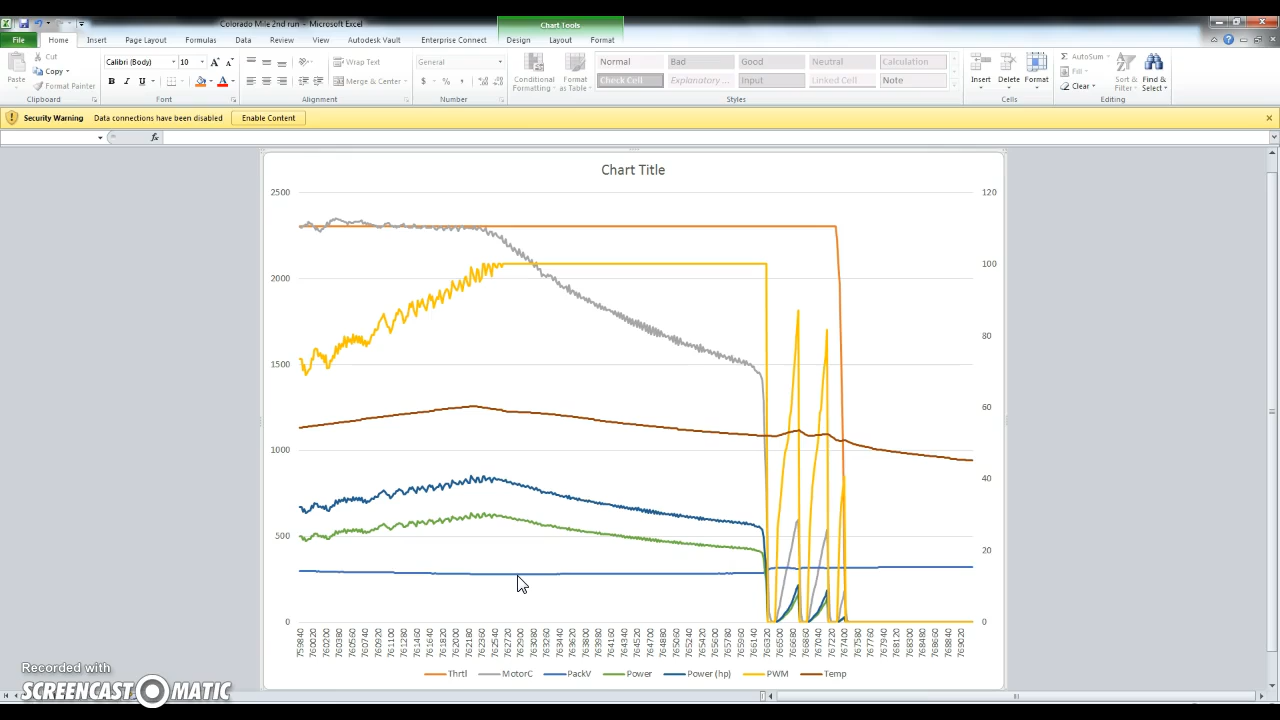 Colorado Mile 2nd run - Microsoft Excel
Chart Tools
File Home Insert Page Layout Formulas Data Review View Autodesk Vault Enterprise Connect Design Layout Format
Cut Calibri (Body) 10 Wrap Text General Normal Bad Good Neutral Calculation AutoSum
Copy Fill
Paste Format Painter B I U Merge & Center $ % , Conditional Formatting Format as Table Check Cell Explanatory ... Input Linked Cell Note Insert Delete Format Clear Sort & Filter Find & Select
Clipboard Font Alignment Number Styles Cells Editing
Security Warning Data connections have been disabled Enable Content
fx
Chart Title
2500 120
2000 100
1500 80
60
1000
40
500 20
0 0
Thrtl MotorC PackV Power Power (hp) PWM Temp
Recorded with
SCREENCAST MATIC